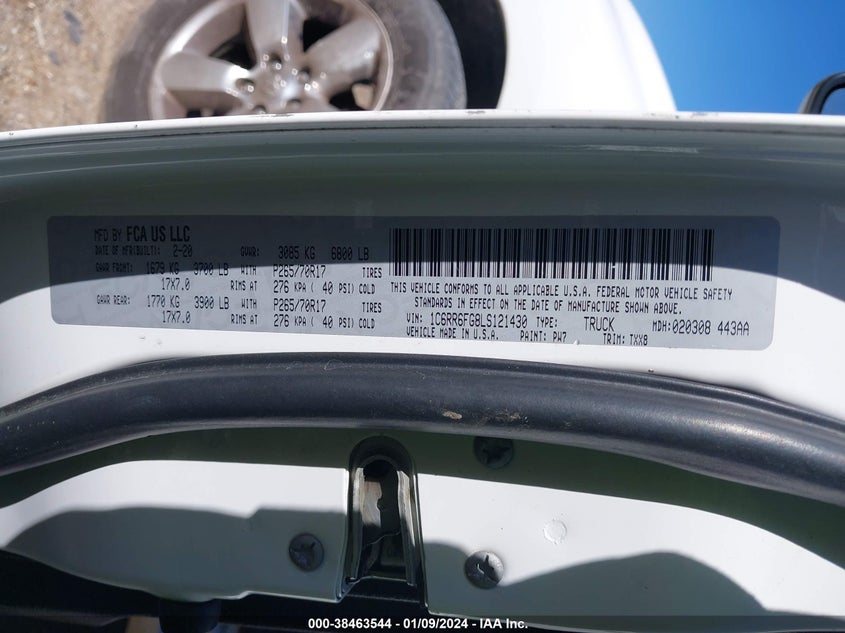 MFD BY FCA US LLC
DATE OF MFR(BUILT): 2-20 GVWR: 3085 KG 6800 LB
GAWR FRONT: 1679 KG 3700 LB WITH P265/70R17 TIRES
17X7.0 RIMS AT 276 KPA ( 40 PSI) COLD
GAWR REAR: 1770 KG 3900 LB WITH P265/70R17 TIRES
17X7.0 RIMS AT 276 KPA ( 40 PSI) COLD
THIS VEHICLE CONFORMS TO ALL APPLICABLE U.S.A. FEDERAL MOTOR VEHICLE SAFETY
STANDARDS IN EFFECT ON THE DATE OF MANUFACTURE SHOWN ABOVE.
VIN: 1C6RR6FG8LS121430 TYPE: TRUCK MDH:020308 443AA
VEHICLE MADE IN U.S.A. PAINT: PW7 TRIM: TXX8
000-38463544 - 01/09/2024 - IAA Inc.